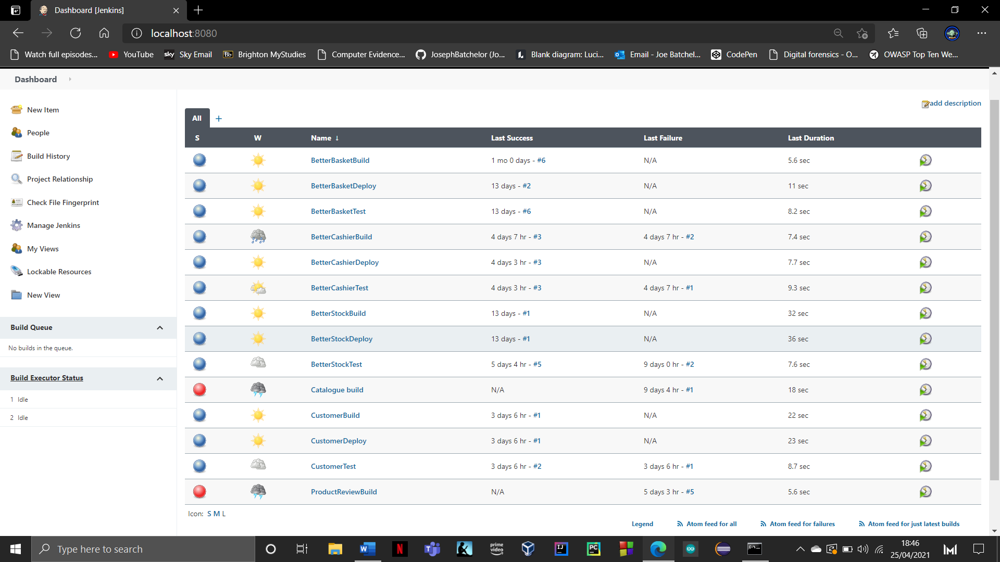 Dashboard [Jenkins]
localhost:8080
Watch full episodes... YouTube sky Sky Email Bb Brighton MyStudies Computer Evidence... JosephBatchelor (Jo... Blank diagram: Luci... Email - Joe Batchel... CodePen Digital forensics - O... OWASP Top Ten We...
Dashboard
add description
New Item
People
Build History
Project Relationship
Check File Fingerprint
Manage Jenkins
My Views
Lockable Resources
New View
Build Queue
No builds in the queue.
Build Executor Status
1 Idle
2 Idle
All +
S W Name ↓ Last Success Last Failure Last Duration
BetterBasketBuild 1 mo 0 days - #6 N/A 5.6 sec
BetterBasketDeploy 13 days - #2 N/A 11 sec
BetterBasketTest 13 days - #6 N/A 8.2 sec
BetterCashierBuild 4 days 7 hr - #3 4 days 7 hr - #2 7.4 sec
BetterCashierDeploy 4 days 3 hr - #3 N/A 7.7 sec
BetterCashierTest 4 days 3 hr - #3 4 days 7 hr - #1 9.3 sec
BetterStockBuild 13 days - #1 N/A 32 sec
BetterStockDeploy 13 days - #1 N/A 36 sec
BetterStockTest 5 days 4 hr - #5 9 days 0 hr - #2 7.6 sec
Catalogue build N/A 9 days 4 hr - #1 18 sec
CustomerBuild 3 days 6 hr - #1 N/A 22 sec
CustomerDeploy 3 days 6 hr - #1 N/A 23 sec
CustomerTest 3 days 6 hr - #2 3 days 6 hr - #1 8.7 sec
ProductReviewBuild N/A 5 days 3 hr - #5 5.6 sec
Icon: S M L
Legend Atom feed for all Atom feed for failures Atom feed for just latest builds
Type here to search
prime video
18:46
25/04/2021